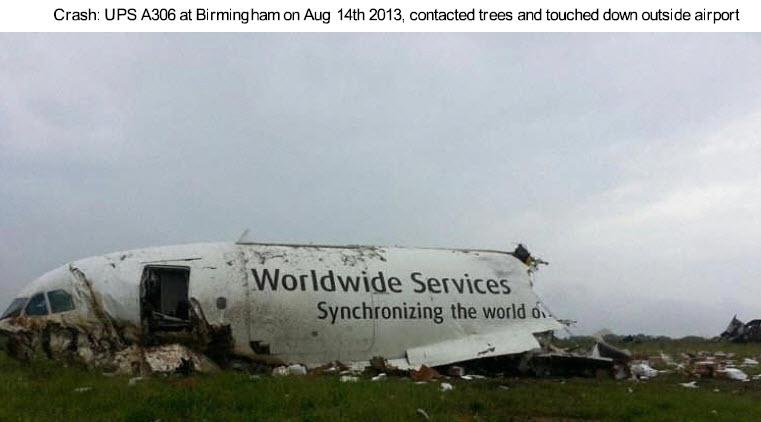 Crash: UPS A306 at Birmingham on Aug 14th 2013, contacted trees and touched down outside airport
Worldwide Services
Synchronizing the world o